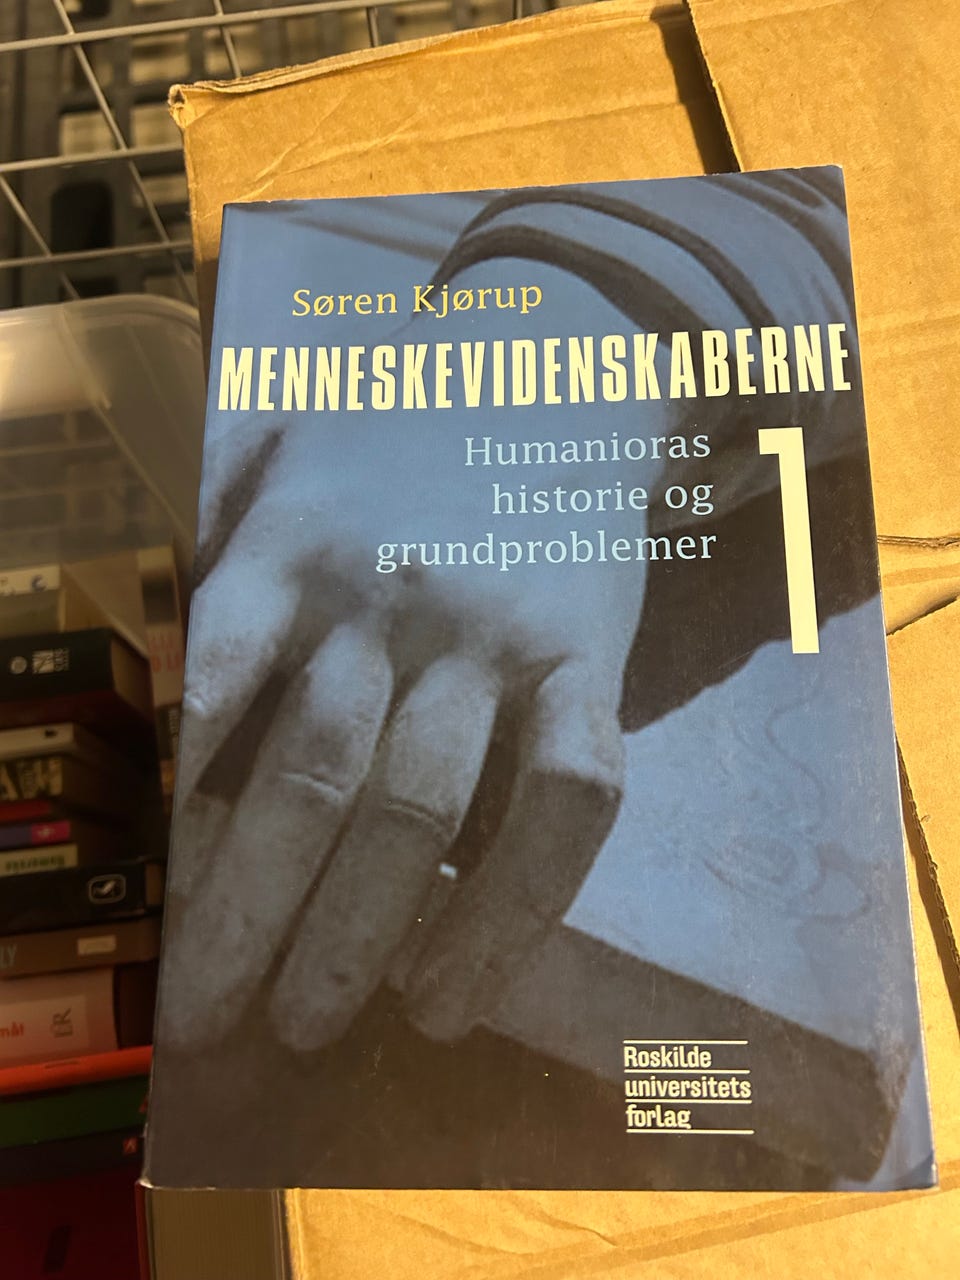 Søren Kjørup
MENNESKEVIDENSKABERNE
1
Humanioras
historie og
grundproblemer
Roskilde
universitets
forlag